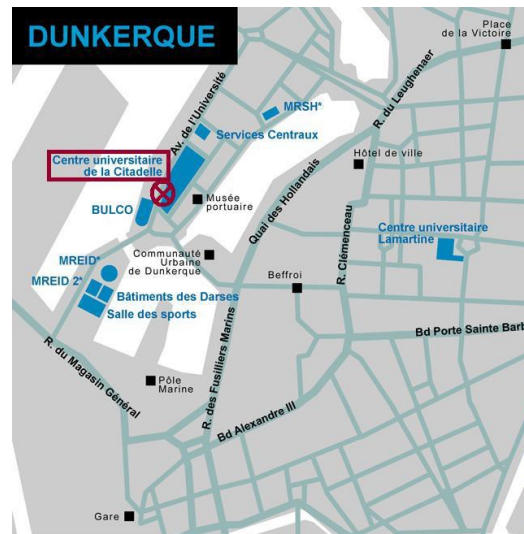 DUNKERQUE
Place
de la Victoire
Av. de l'Université
R. du Leughenaer
MRSH*
Services Centraux
Centre universitaire
de la Citadelle
Hôtel de ville
Quai des Hollandais
Musée
portuaire
BULCO
R. Clémenceau
Centre universitaire
Lamartine
Communauté
Urbaine
de Dunkerque
MREID*
MREID 2*
Beffroi
Bâtiments des Darses
Salle des sports
Bd Porte Sainte Barb
R. du Magasin Général
R. des Fusilliers Marins
Pôle
Marine
Bd Alexandre III
Gare